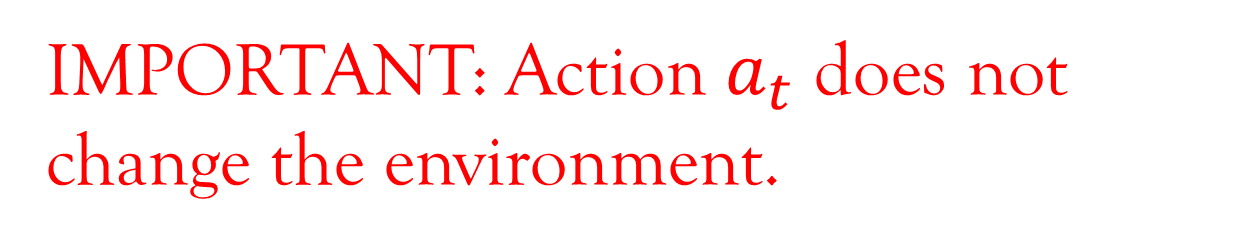 IMPORTANT: Action $a_t$ does not
change the environment.